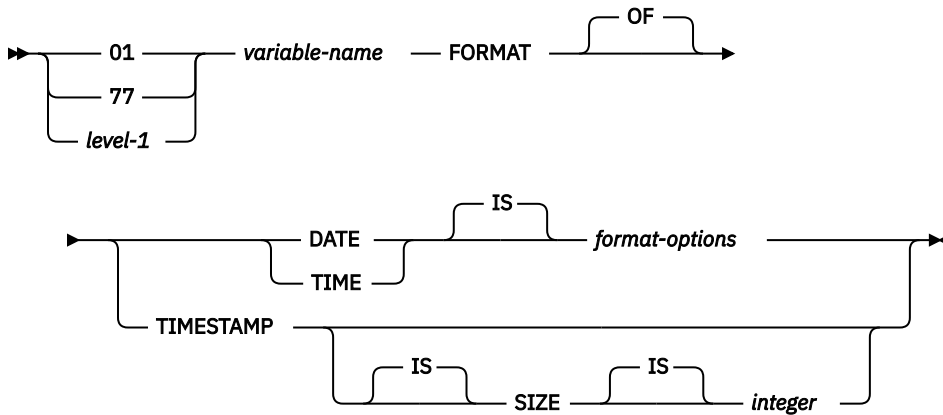 OF
01 variable-name FORMAT
77
level-1
IS
DATE format-options
TIME
TIMESTAMP
IS IS
SIZE integer